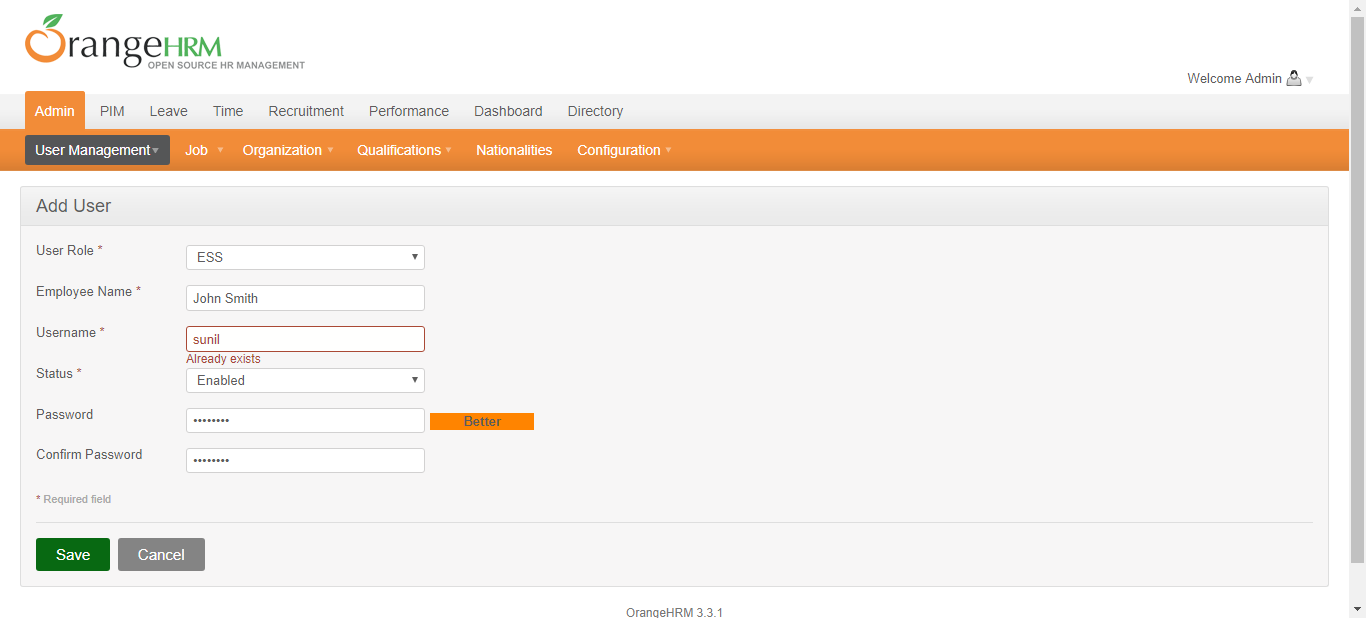 OrangeHRM
OPEN SOURCE HR MANAGEMENT
Welcome Admin
Admin PIM Leave Time Recruitment Performance Dashboard Directory
User Management Job Organization Qualifications Nationalities Configuration
Add User
User Role * ESS
Employee Name * John Smith
Username * sunil
Already exists
Status * Enabled
Password •••••••• Better
Confirm Password ••••••••
* Required field
Save Cancel
OrangeHRM 3.3.1